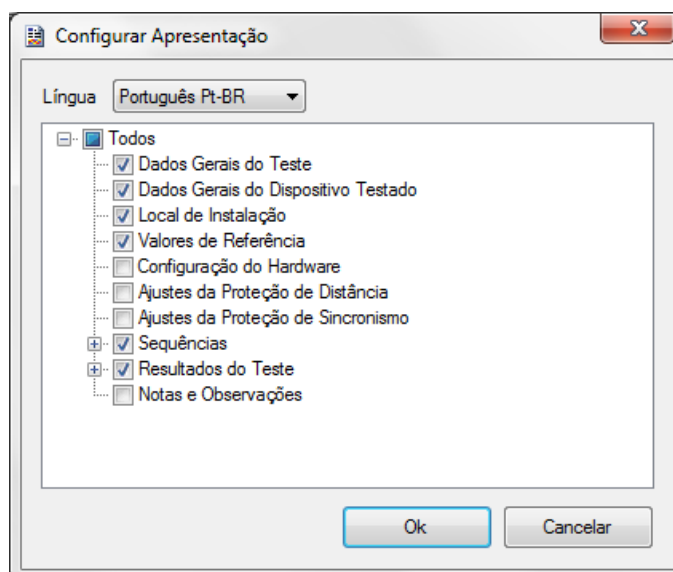 Configurar Apresentação
Língua Português Pt-BR
Todos
Dados Gerais do Teste
Dados Gerais do Dispositivo Testado
Local de Instalação
Valores de Referência
Configuração do Hardware
Ajustes da Proteção de Distância
Ajustes da Proteção de Sincronismo
Sequências
Resultados do Teste
Notas e Observações
Ok Cancelar